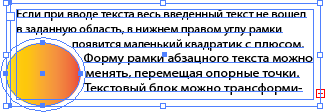 Если при вводе текста весь введенный текст не вошел
в заданную область, в нижнем правом углу рамки
появится маленький квадратик с плюсом.
Форму рамки абзацного текста можно
менять, перемещая опорные точки.
Текстовый блок можно трансформи-